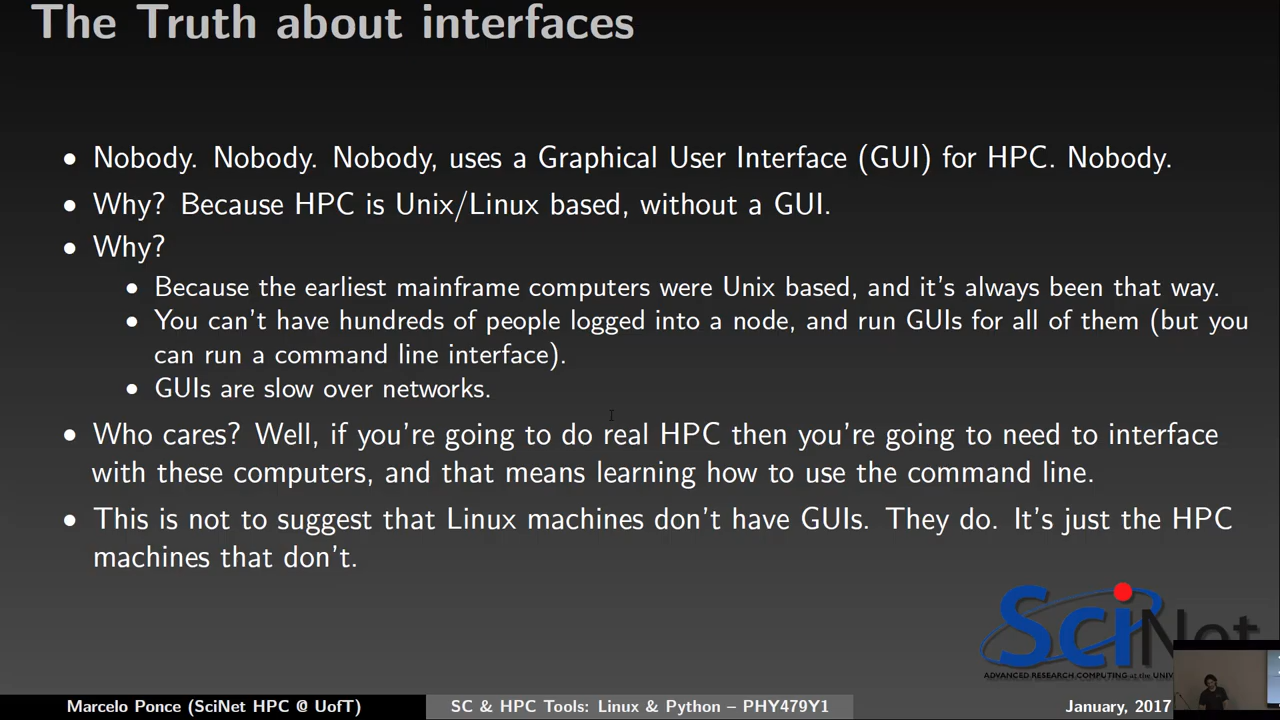 The Truth about interfaces
• Nobody. Nobody. Nobody, uses a Graphical User Interface (GUI) for HPC. Nobody.
• Why? Because HPC is Unix/Linux based, without a GUI.
• Why?
• Because the earliest mainframe computers were Unix based, and it's always been that way.
• You can't have hundreds of people logged into a node, and run GUIs for all of them (but you
can run a command line interface).
• GUIs are slow over networks.
• Who cares? Well, if you're going to do real HPC then you're going to need to interface
with these computers, and that means learning how to use the command line.
• This is not to suggest that Linux machines don't have GUIs. They do. It's just the HPC
machines that don't.
SciNet
ADVANCED RESEARCH COMPUTING at the
Marcelo Ponce (SciNet HPC @ UofT)
SC & HPC Tools: Linux & Python – PHY479Y1
January, 2017